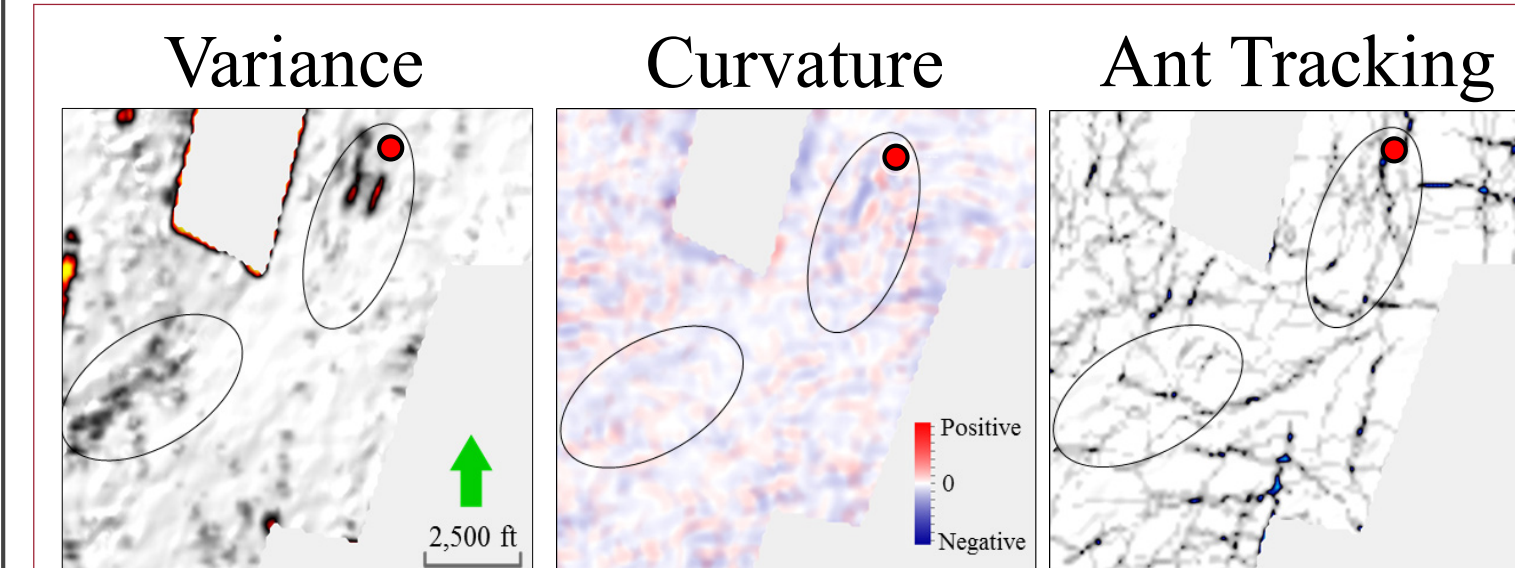 Variance
Curvature
Ant Tracking
2,500 ft
Positive
0
Negative